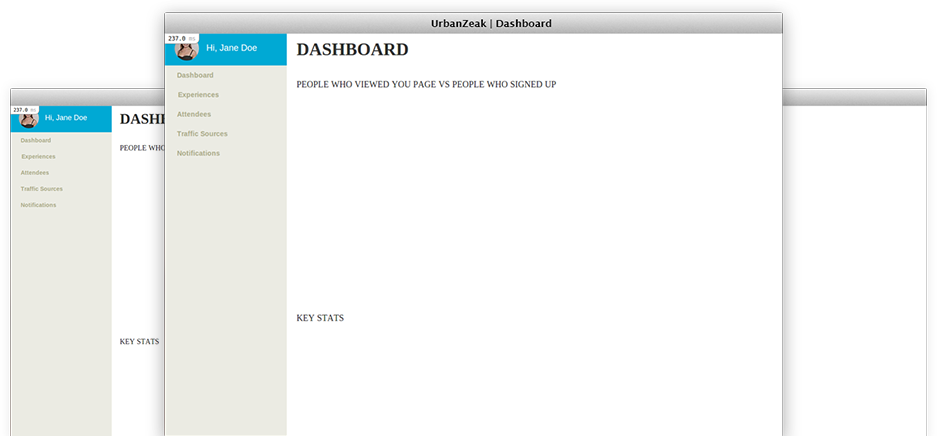 UrbanZeak | Dashboard
237.0 ms
Hi, Jane Doe
Dashboard
Experiences
Attendees
Traffic Sources
Notifications
DASHBOARD
PEOPLE WHO VIEWED YOU PAGE VS PEOPLE WHO SIGNED UP
KEY STATS
237.0 ms
Hi, Jane Doe
Dashboard
Experiences
Attendees
Traffic Sources
Notifications
DASH
PEOPLE WHO
KEY STATS